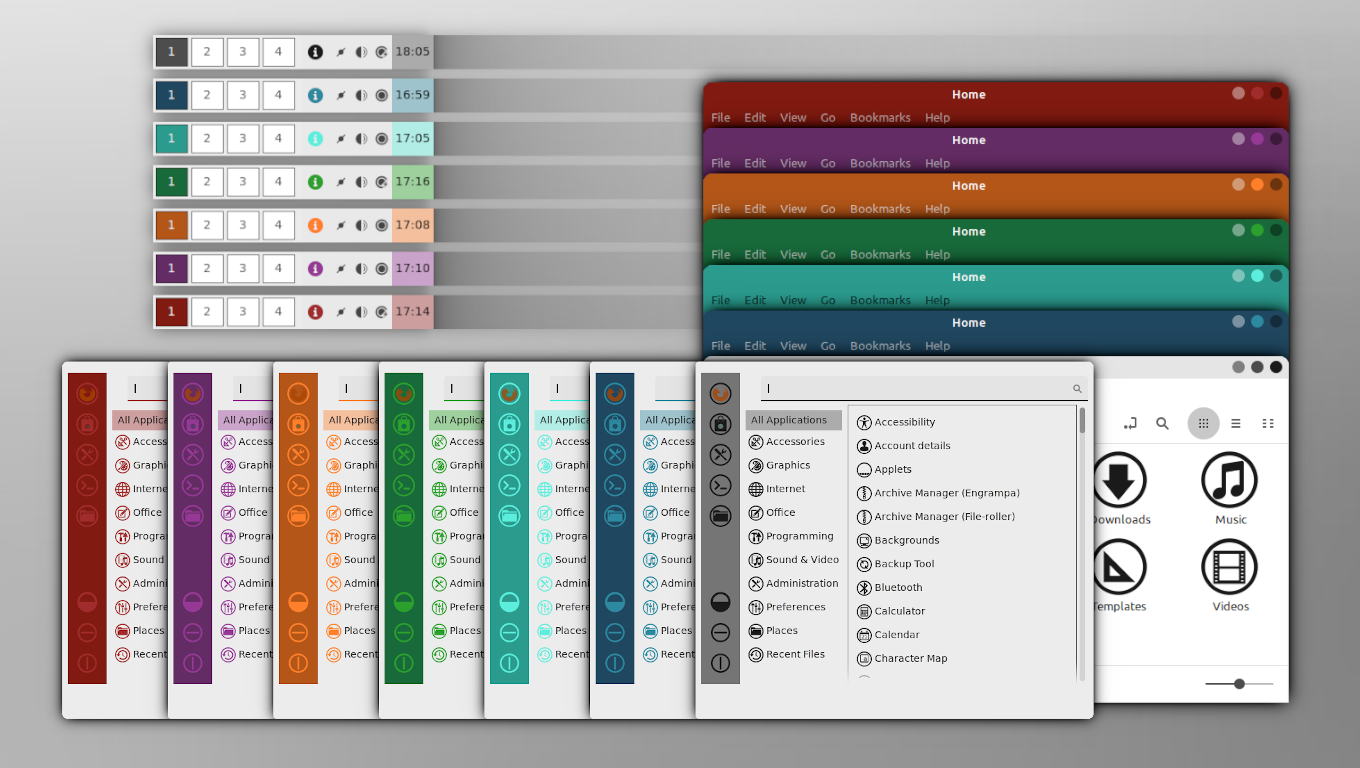 1 2 3 4 18:05
1 2 3 4 16:59
1 2 3 4 17:05
1 2 3 4 17:16
1 2 3 4 17:08
1 2 3 4 17:10
1 2 3 4 17:14
Home
File Edit View Go Bookmarks Help
Home
File Edit View Go Bookmarks Help
Home
File Edit View Go Bookmarks Help
Home
File Edit View Go Bookmarks Help
Home
File Edit View Go Bookmarks Help
Home
File Edit View Go Bookmarks Help
All Applica
Access
Graphi
Interne
Office
Progra
Sound
Admini
Prefere
Places
Recent
All Applica
Access
Graphi
Interne
Office
Progra
Sound
Admini
Prefere
Places
Recent
All Applica
Access
Graphi
Interne
Office
Progra
Sound
Admini
Prefere
Places
Recent
All Applica
Access
Graphi
Interne
Office
Progra
Sound
Admini
Prefere
Places
Recent
All Applica
Access
Graphi
Interne
Office
Progra
Sound
Admini
Prefere
Places
Recent
All Applica
Access
Graphi
Interne
Office
Progra
Sound
Admini
Prefere
Places
Recent
All Applications
Accessories
Graphics
Internet
Office
Programming
Sound & Video
Administration
Preferences
Places
Recent Files
Accessibility
Account details
Applets
Archive Manager (Engrampa)
Archive Manager (File-roller)
Backgrounds
Backup Tool
Bluetooth
Calculator
Calendar
Character Map
Downloads Music
Templates Videos